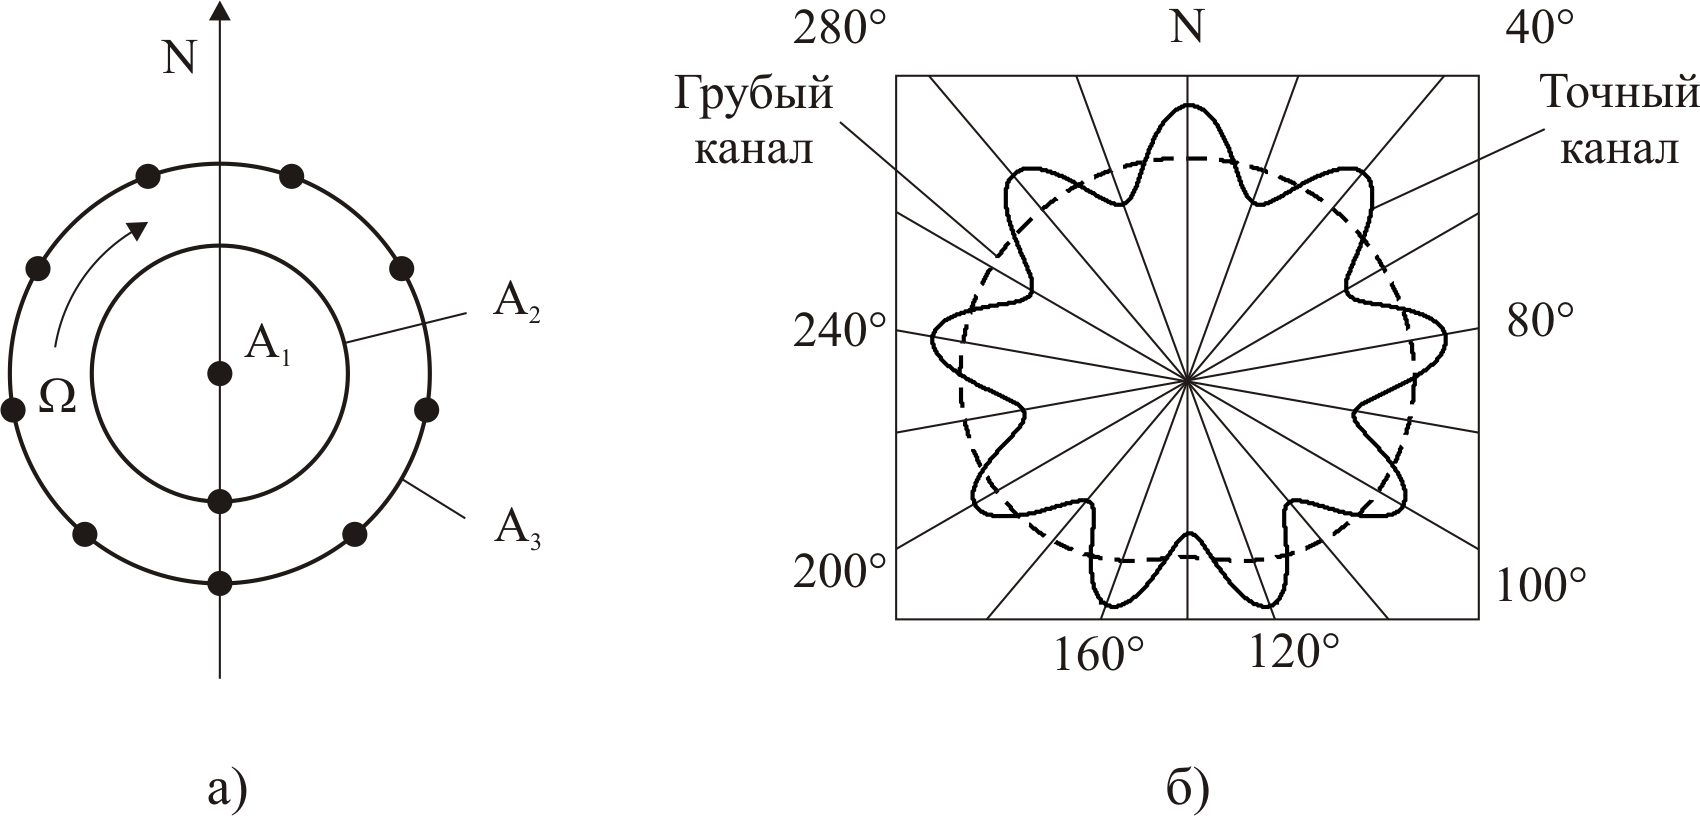 N
A₁
A₂
A₃
Ω
а)
280°
N
40°
Грубый
канал
Точный
канал
240°
80°
200°
100°
160°
120°
б)